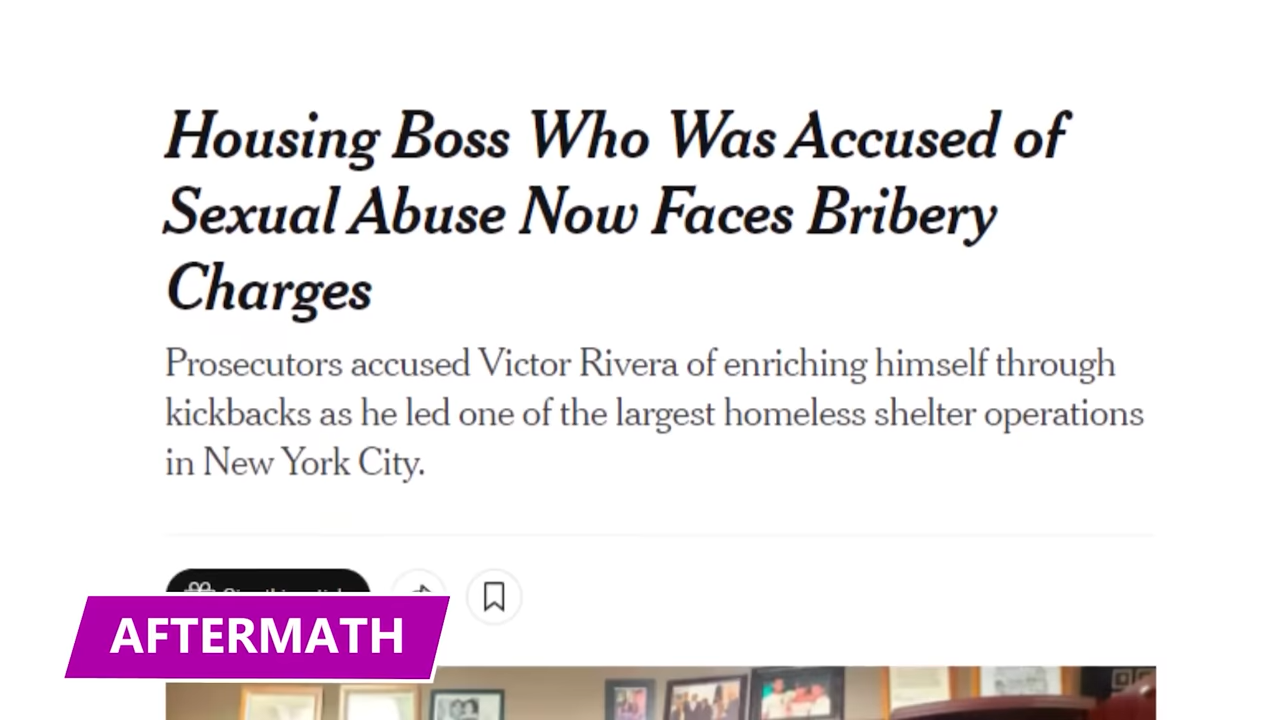 Housing Boss Who Was Accused of
Sexual Abuse Now Faces Bribery
Charges
Prosecutors accused Victor Rivera of enriching himself through
kickbacks as he led one of the largest homeless shelter operations
in New York City.
AFTERMATH